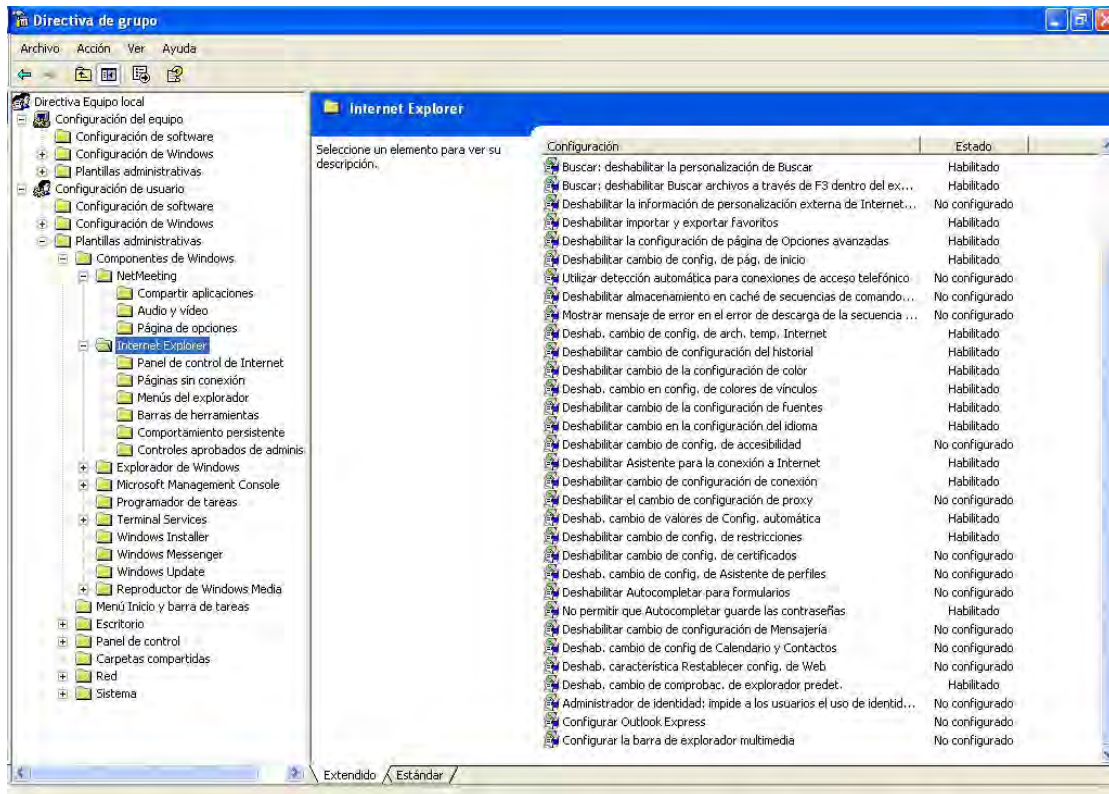 Directiva de grupo
Archivo Acción Ver Ayuda
Directiva Equipo local
Configuración del equipo
Configuración de software
Configuración de Windows
Plantillas administrativas
Configuración de usuario
Configuración de software
Configuración de Windows
Plantillas administrativas
Componentes de Windows
NetMeeting
Compartir aplicaciones
Audio y vídeo
Página de opciones
Internet Explorer
Panel de control de Internet
Páginas sin conexión
Menús del explorador
Barras de herramientas
Comportamiento persistente
Controles aprobados de adminis
Explorador de Windows
Microsoft Management Console
Programador de tareas
Terminal Services
Windows Installer
Windows Messenger
Windows Update
Reproductor de Windows Media
Menú Inicio y barra de tareas
Escritorio
Panel de control
Carpetas compartidas
Red
Sistema
Internet Explorer
Seleccione un elemento para ver su
descripción.
Configuración Estado
Buscar: deshabilitar la personalización de Buscar Habilitado
Buscar: deshabilitar Buscar archivos a través de F3 dentro del ex... Habilitado
Deshabilitar la información de personalización externa de Internet... No configurado
Deshabilitar importar y exportar favoritos Habilitado
Deshabilitar la configuración de página de Opciones avanzadas Habilitado
Deshabilitar cambio de config. de pág. de inicio Habilitado
Utilizar detección automática para conexiones de acceso telefónico No configurado
Deshabilitar almacenamiento en caché de secuencias de comando... No configurado
Mostrar mensaje de error en el error de descarga de la secuencia ... No configurado
Deshab. cambio de config. de arch. temp. Internet Habilitado
Deshabilitar cambio de configuración del historial Habilitado
Deshabilitar cambio de la configuración de color Habilitado
Deshab. cambio en config. de colores de vínculos Habilitado
Deshabilitar cambio de la configuración de fuentes Habilitado
Deshabilitar cambio en la configuración del idioma Habilitado
Deshabilitar cambio de config. de accesibilidad No configurado
Deshabilitar Asistente para la conexión a Internet Habilitado
Deshabilitar cambio de configuración de conexión Habilitado
Deshabilitar el cambio de configuración de proxy No configurado
Deshab. cambio de valores de Config. automática Habilitado
Deshabilitar cambio de config. de restricciones Habilitado
Deshabilitar cambio de config. de certificados No configurado
Deshab. cambio de config. de Asistente de perfiles No configurado
Deshabilitar Autocompletar para formularios No configurado
No permitir que Autocompletar guarde las contraseñas Habilitado
Deshabilitar cambio de configuración de Mensajería No configurado
Deshab. cambio de config de Calendario y Contactos No configurado
Deshab. característica Restablecer config. de Web No configurado
Deshab. cambio de comprobac. de explorador predet. Habilitado
Administrador de identidad: impide a los usuarios el uso de identid... No configurado
Configurar Outlook Express No configurado
Configurar la barra de explorador multimedia No configurado
Extendido Estándar